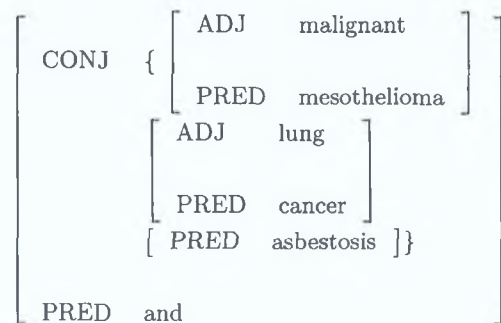 ADJ malignant
CONJ {
PRED mesothelioma
ADJ lung
PRED cancer
[ PRED asbestosis ]}
PRED and